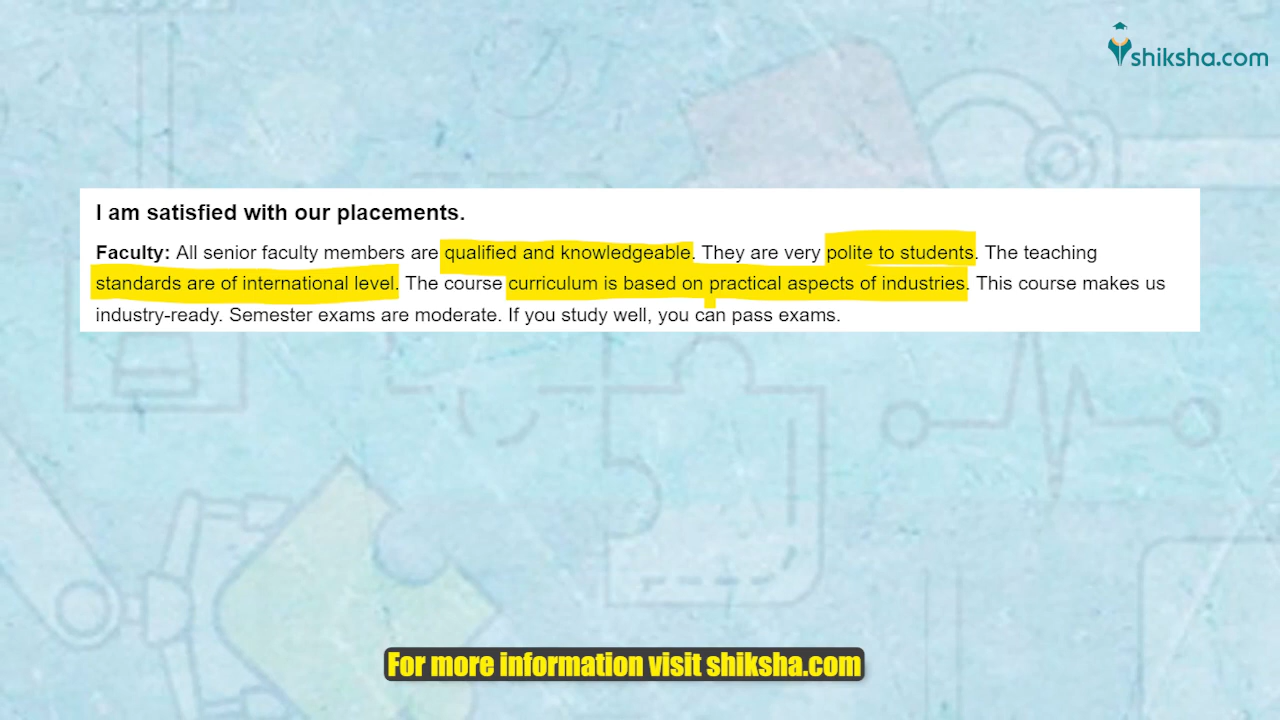 shiksha.com
I am satisfied with our placements.
Faculty: All senior faculty members are qualified and knowledgeable. They are very polite to students. The teaching
standards are of international level. The course curriculum is based on practical aspects of industries. This course makes us
industry-ready. Semester exams are moderate. If you study well, you can pass exams.
For more information visit shiksha.com